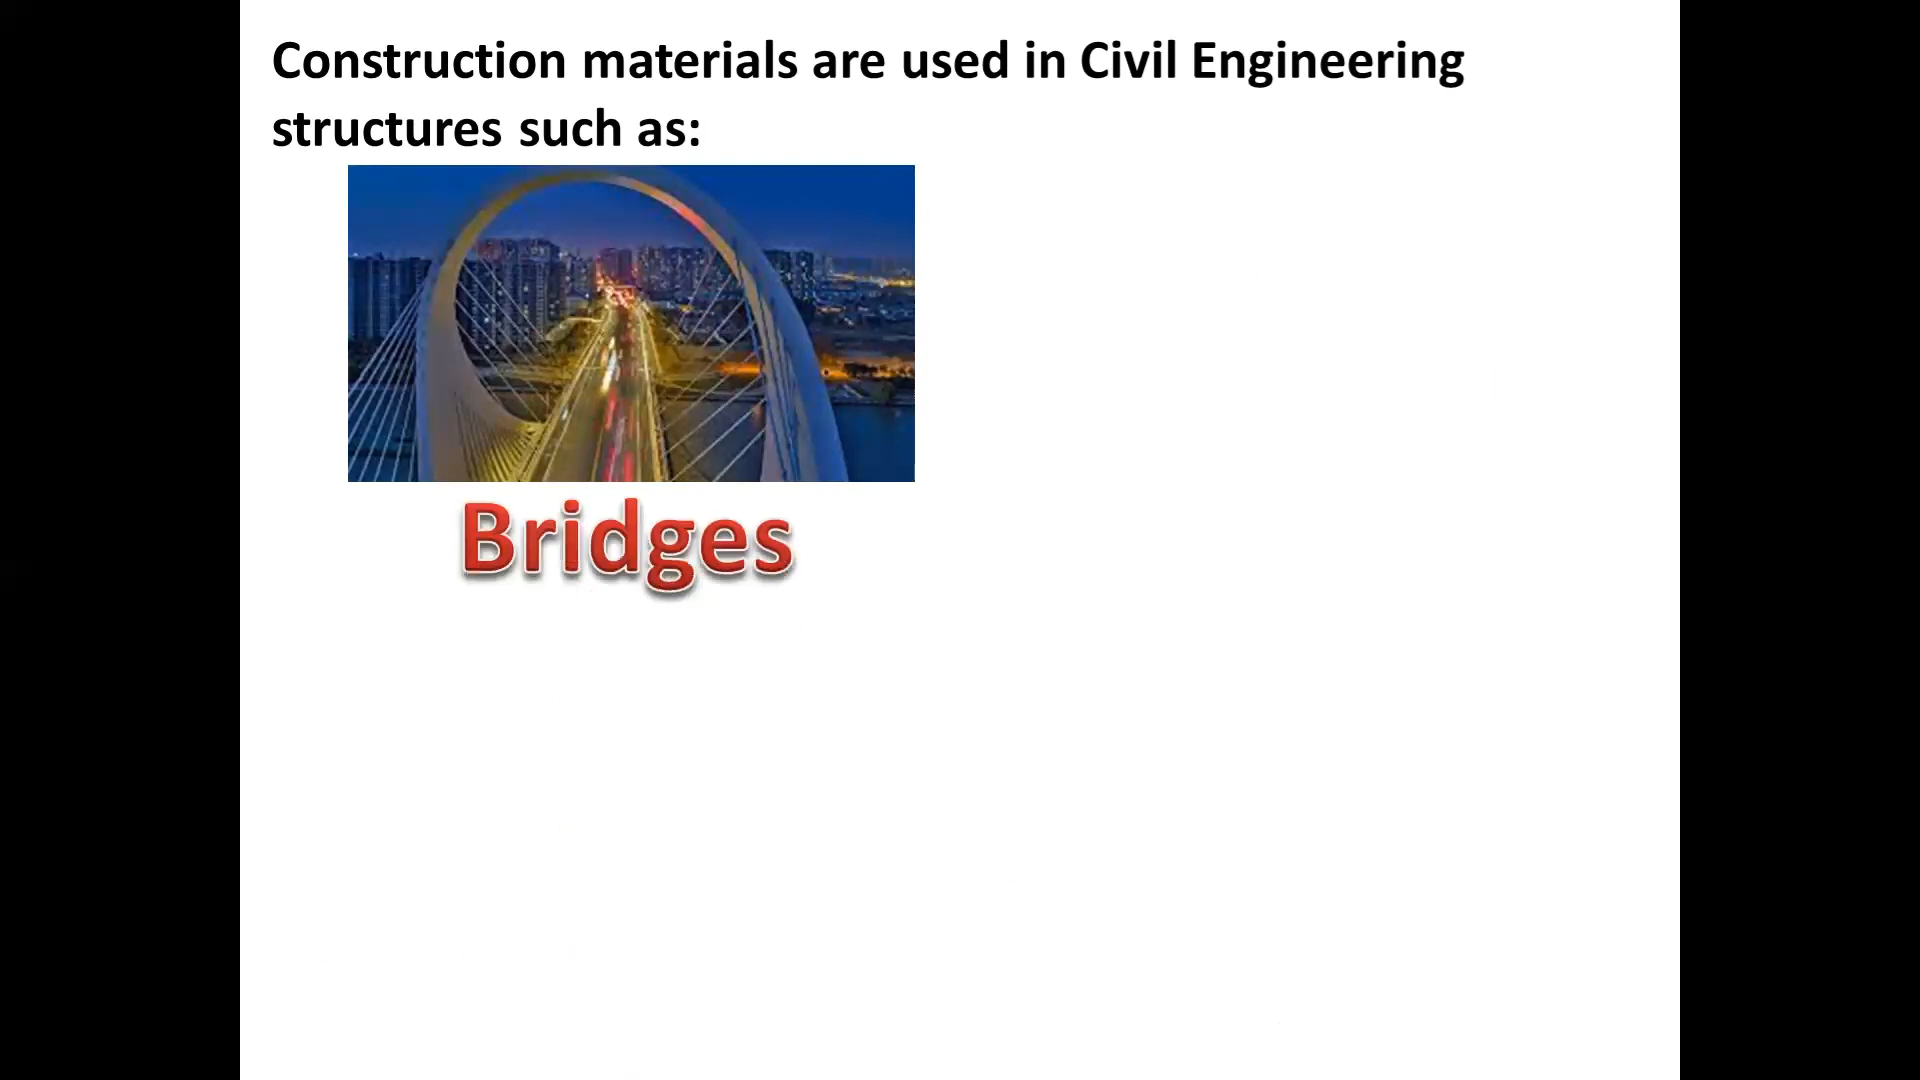 Construction materials are used in Civil Engineering
structures such as:
Bridges